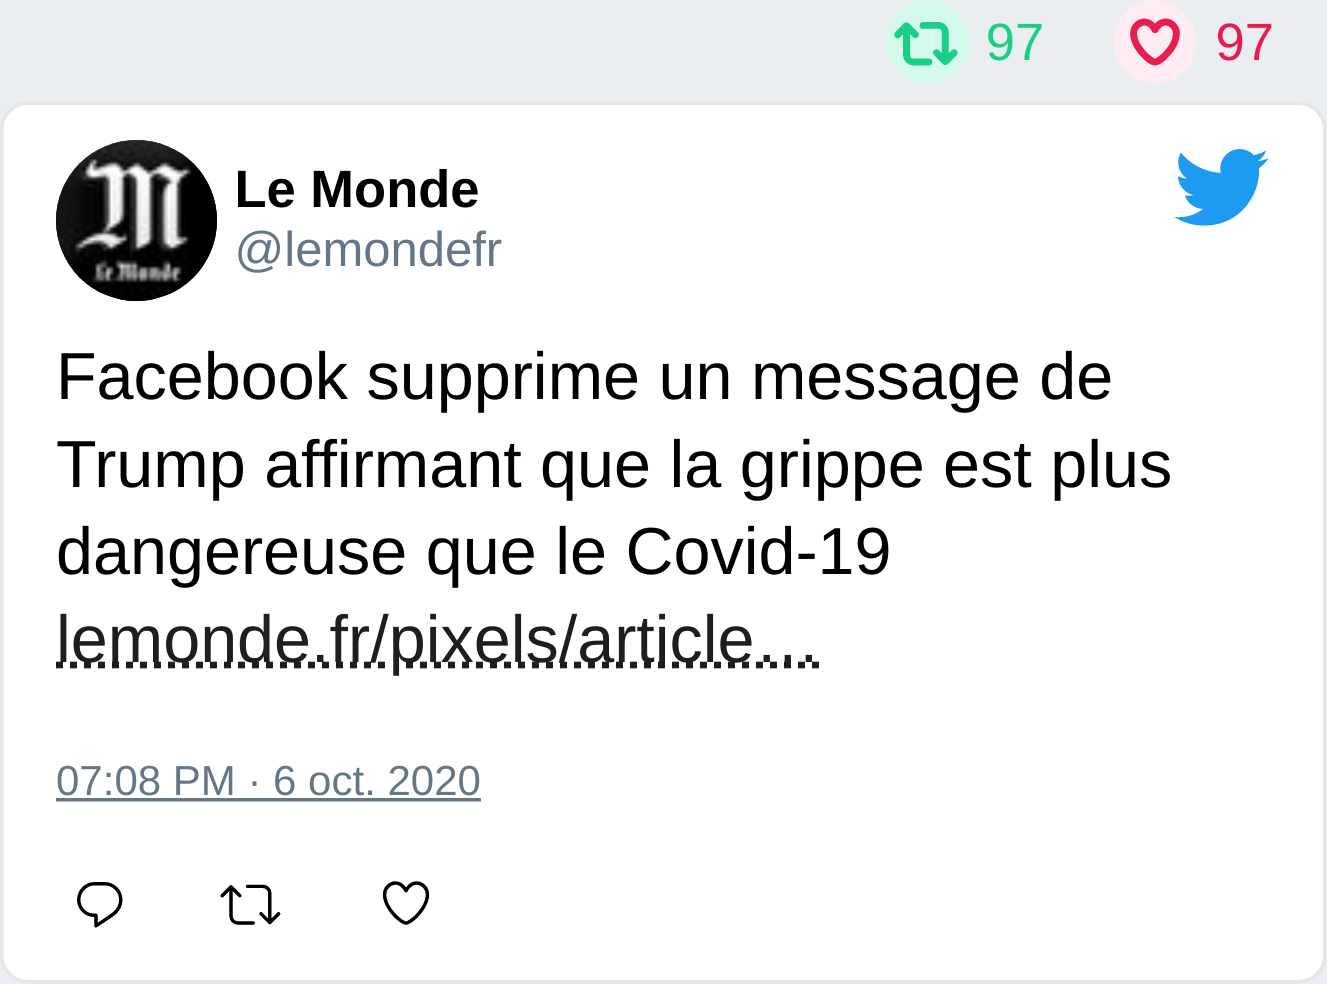 97 97
Le Monde
@lemondefr
Le Monde
Facebook supprime un message de
Trump affirmant que la grippe est plus
dangereuse que le Covid-19
lemonde.fr/pixels/article…
07:08 PM · 6 oct. 2020